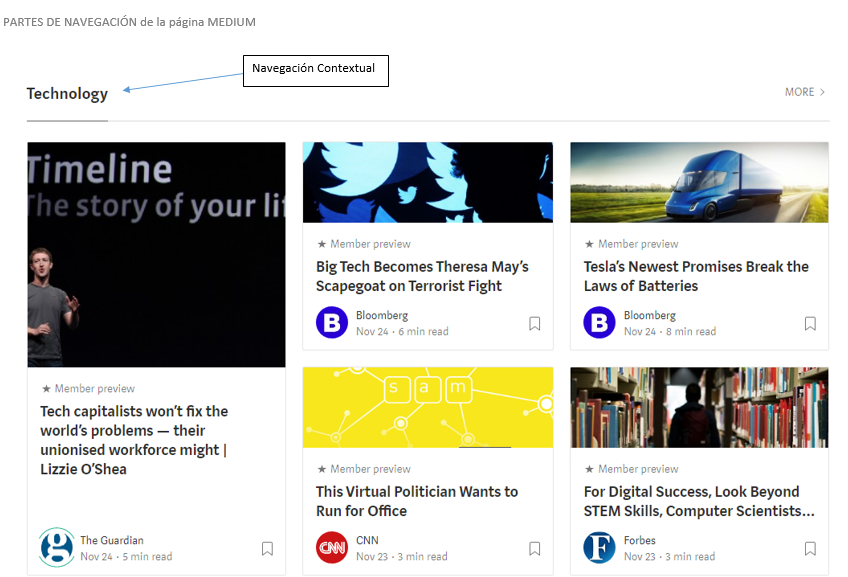 PARTES DE NAVEGACIÓN de la página MEDIUM
Navegación Contextual
Technology
MORE
Timeline
The story of your lif
★ Member preview
Tech capitalists won't fix the
world's problems — their
unionised workforce might |
Lizzie O'Shea
The Guardian
Nov 24 · 5 min read
★ Member preview
Big Tech Becomes Theresa May's
Scapegoat on Terrorist Fight
B
Bloomberg
Nov 24 · 6 min read
★ Member preview
Tesla's Newest Promises Break the
Laws of Batteries
B
Bloomberg
Nov 24 · 8 min read
s a m
★ Member preview
This Virtual Politician Wants to
Run for Office
CNN
CNN
Nov 23 · 3 min read
★ Member preview
For Digital Success, Look Beyond
STEM Skills, Computer Scientists...
F
Forbes
Nov 23 · 3 min read